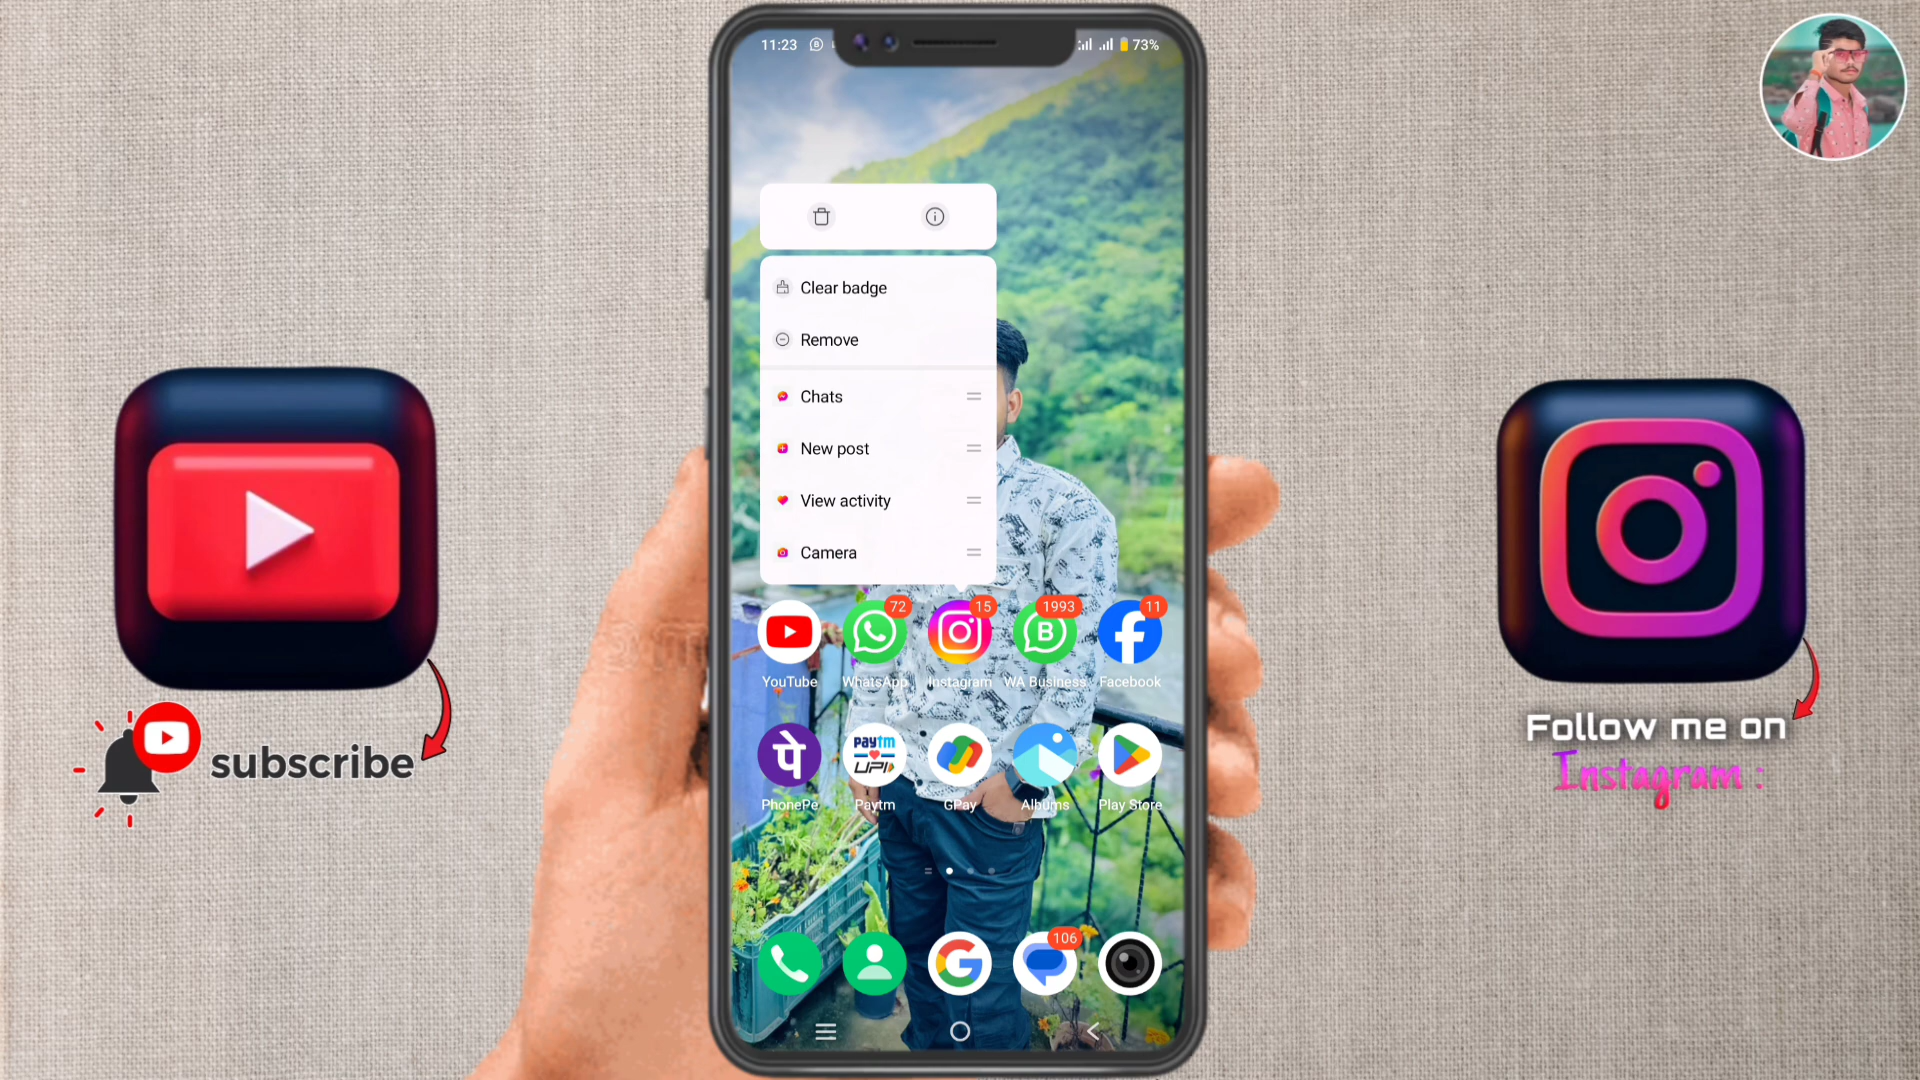 11:23
73%
Clear badge
Remove
Chats
New post
View activity
Camera
72
15
1993
11
B
YouTube
WhatsApp
Instagram
WA Business
Facebook
पे
paytm
UPI
PhonePe
Paytm
GPay
Albums
Play Store
106
subscribe
Follow me on
Instagram :